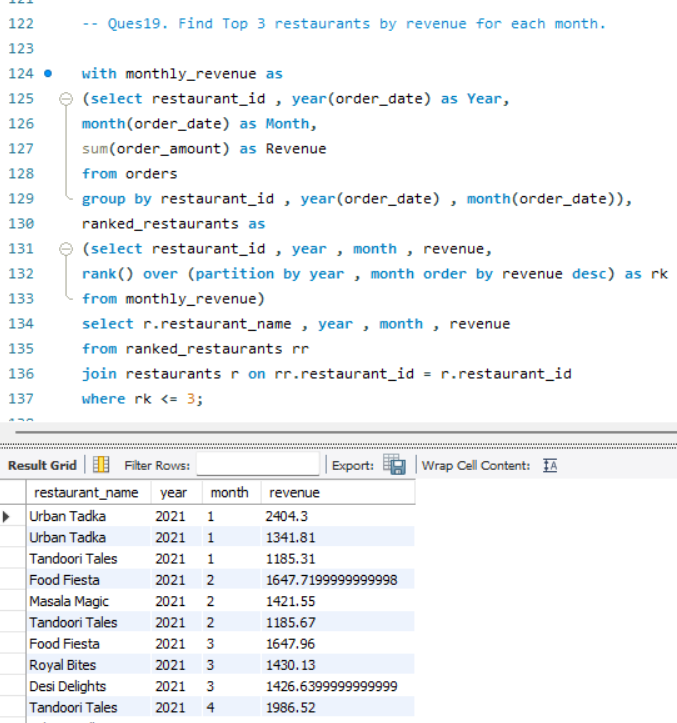 122 -- Ques19. Find Top 3 restaurants by revenue for each month.
123
124 with monthly_revenue as
125 (select restaurant_id , year(order_date) as Year,
126 month(order_date) as Month,
127 sum(order_amount) as Revenue
128 from orders
129 group by restaurant_id , year(order_date) , month(order_date)),
130 ranked_restaurants as
131 (select restaurant_id , year , month , revenue,
132 rank() over (partition by year , month order by revenue desc) as rk
133 from monthly_revenue)
134 select r.restaurant_name , year , month , revenue
135 from ranked_restaurants rr
136 join restaurants r on rr.restaurant_id = r.restaurant_id
137 where rk <= 3;
Result Grid Filter Rows: Export: Wrap Cell Content: IA
restaurant_name year month revenue
Urban Tadka 2021 1 2404.3
Urban Tadka 2021 1 1341.81
Tandoori Tales 2021 1 1185.31
Food Fiesta 2021 2 1647.7199999999998
Masala Magic 2021 2 1421.55
Tandoori Tales 2021 2 1185.67
Food Fiesta 2021 3 1647.96
Royal Bites 2021 3 1430.13
Desi Delights 2021 3 1426.6399999999999
Tandoori Tales 2021 4 1986.52